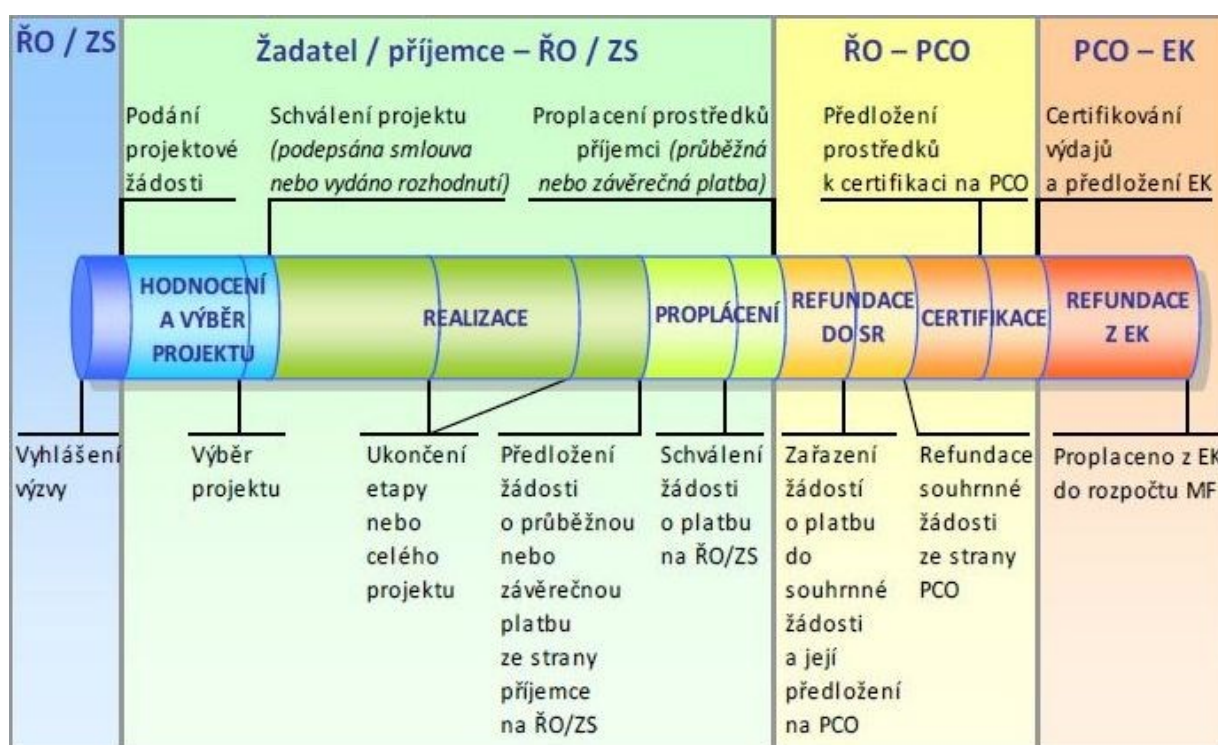 ŘO / ZS
Žadatel / příjemce – ŘO / ZS
ŘO – PCO
PCO – EK
Podání
projektové
žádosti
Schválení projektu
(podepsána smlouva
nebo vydáno rozhodnutí)
Proplacení prostředků
příjemci (průběžná
nebo závěrečná platba)
Předložení
prostředků
k certifikaci na PCO
Certifikování
výdajů
a předložení EK
HODNOCENÍ
A VÝBĚR
PROJEKTU
REALIZACE
PROPLÁCENÍ
REFUNDACE
DO SR
CERTIFIKACE
REFUNDACE
Z EK
Vyhlášení
výzvy
Výběr
projektu
Ukončení
etapy
nebo
celého
projektu
Předložení
žádosti
o průběžnou
nebo
závěrečnou
platbu
ze strany
příjemce
na ŘO/ZS
Schválení
žádosti
o platbu
na ŘO/ZS
Zařazení
žádostí
o platbu
do
souhrnné
žádosti
a její
předložení
na PCO
Refundace
souhrnné
žádosti
ze strany
PCO
Proplaceno z EK
do rozpočtu MF